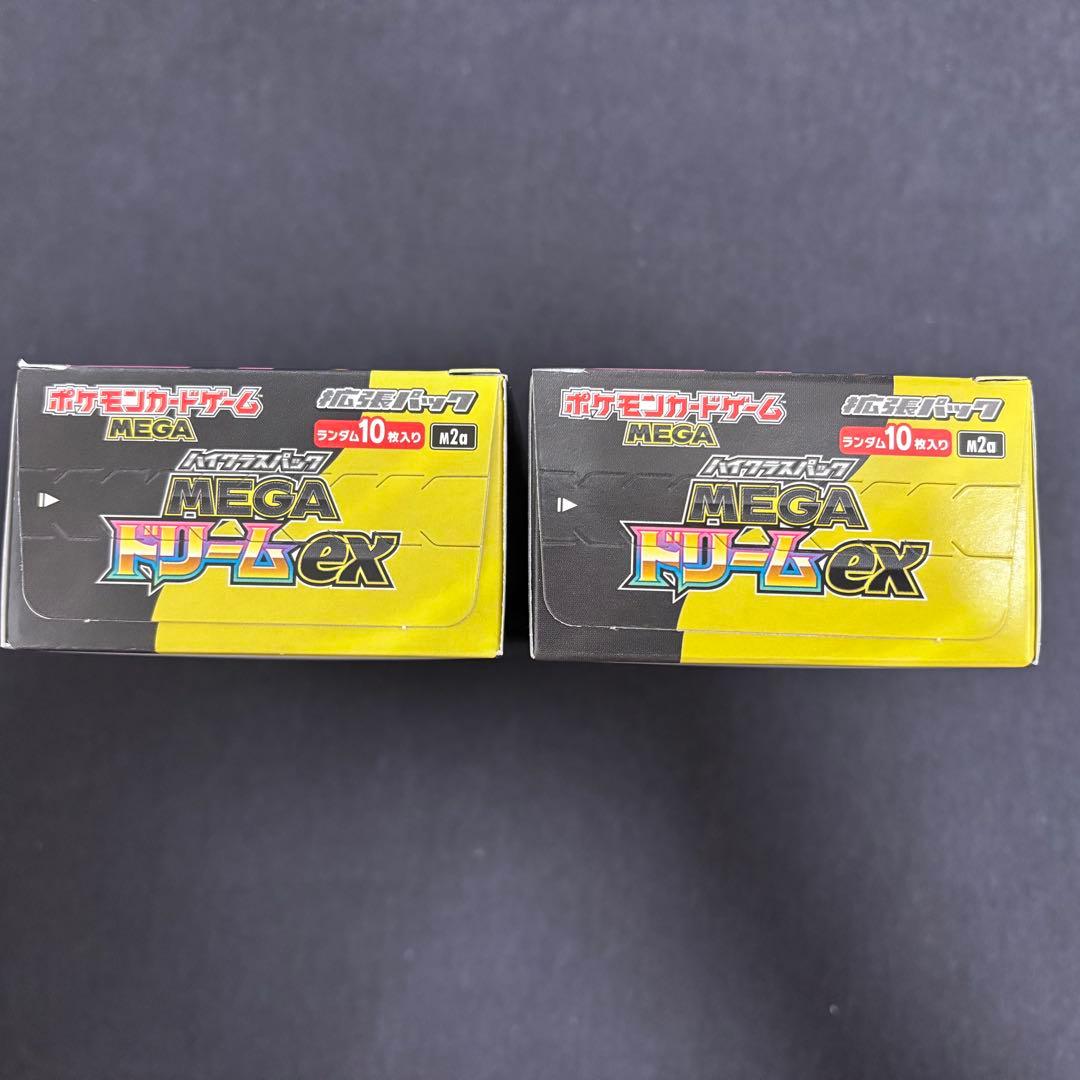 ポケモンカードゲーム
MEGA
拡張パック
ランダム10枚入り M2a
ハイクラスパック
MEGA
ドリームex
ポケモンカードゲーム
MEGA
拡張パック
ランダム10枚入り M2a
ハイクラスパック
MEGA
ドリームex